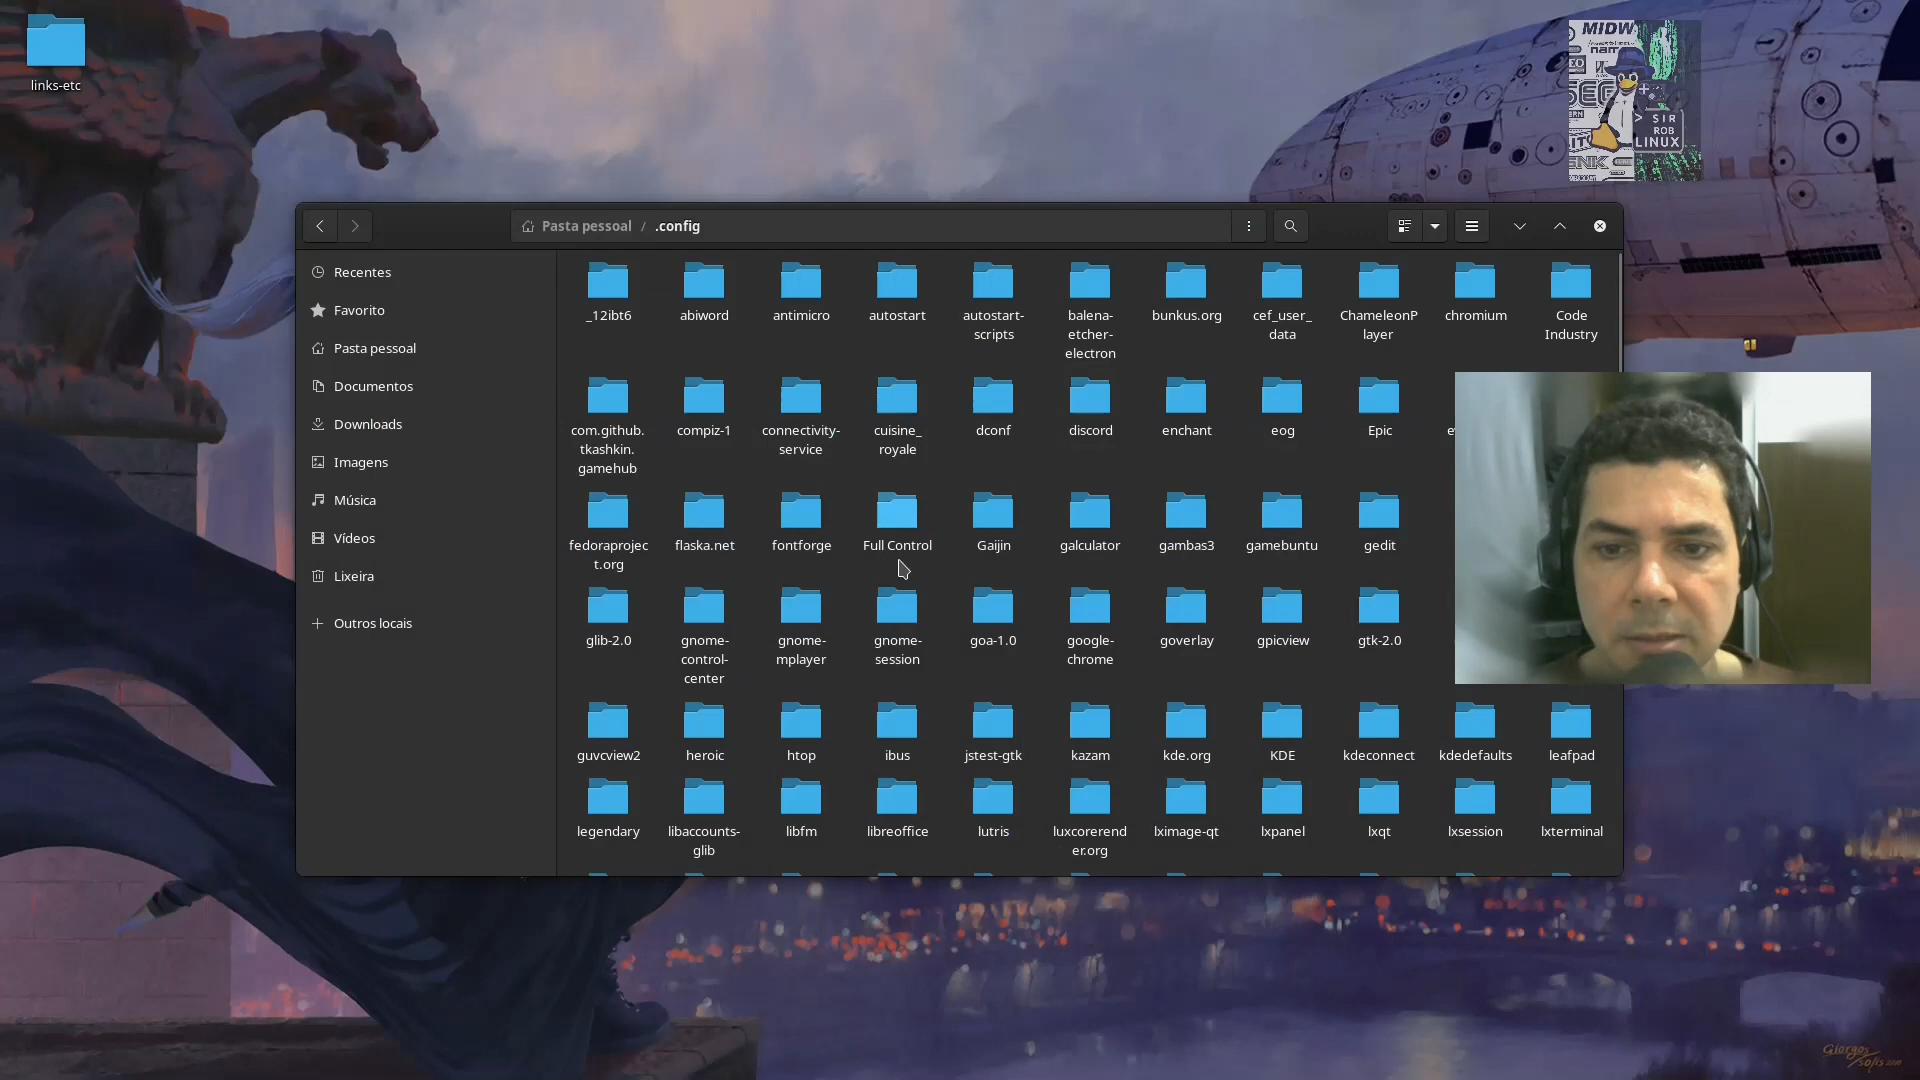 links-etc
MIDW
> SIR
ROB
LINUX
Pasta pessoal / .config
Recentes
Favorito
Pasta pessoal
Documentos
Downloads
Imagens
Música
Vídeos
Lixeira
Outros locais
_12ibt6
abiword
antimicro
autostart
autostart-
scripts
balena-
etcher-
electron
bunkus.org
cef_user_
data
ChameleonP
layer
chromium
Code
Industry
com.github.
tkashkin.
gamehub
compiz-1
connectivity-
service
cuisine_
royale
dconf
discord
enchant
eog
Epic
fedoraprojec
t.org
flaska.net
fontforge
Full Control
Gaijin
galculator
gambas3
gamebuntu
gedit
glib-2.0
gnome-
control-
center
gnome-
mplayer
gnome-
session
goa-1.0
google-
chrome
goverlay
gpicview
gtk-2.0
guvcview2
heroic
htop
ibus
jstest-gtk
kazam
kde.org
KDE
kdeconnect
kdedefaults
leafpad
legendary
libaccounts-
glib
libfm
libreoffice
lutris
luxcorerend
er.org
lximage-qt
lxpanel
lxqt
lxsession
lxterminal